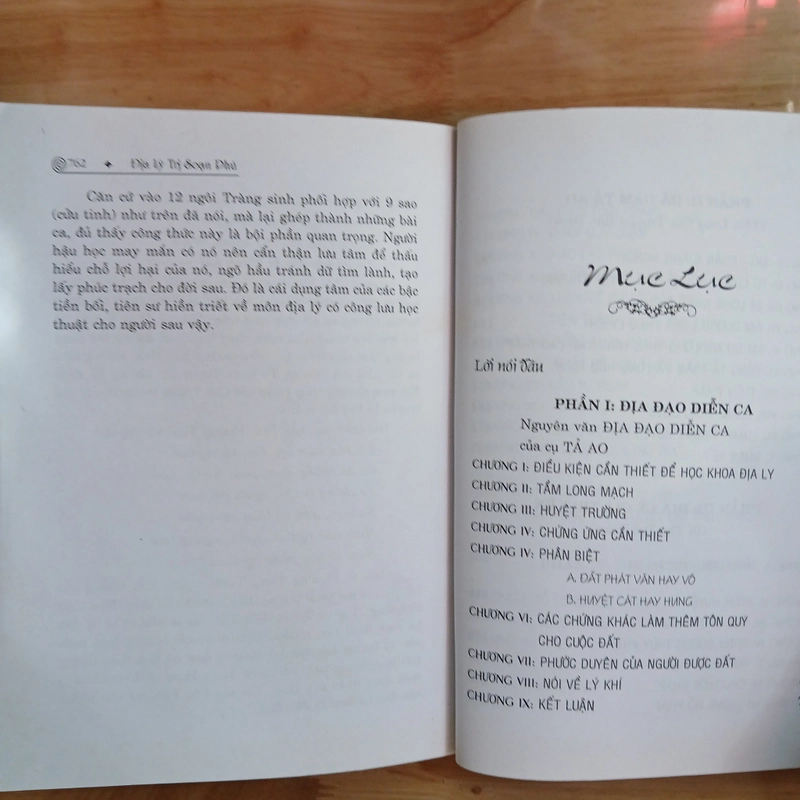 762 ◆ Địa Lý Trị Soạn Phú
Căn cứ vào 12 ngôi Tràng sinh phối hợp với 9 sao
(cửu tinh) như trên đã nói, mà lại ghép thành những bài
ca, đủ thấy công thức này là bội phần quan trọng. Người
hậu học may mắn có nó nên cẩn thận lưu tâm để thấu
hiểu chỗ lợi hại của nó, ngõ hầu tránh dữ tìm lành, tạo
lấy phúc trạch cho đời sau. Đó là cái dụng tâm của các bậc
tiền bối, tiên sư hiền triết về môn địa lý có công lưu học
thuật cho người sau vậy.
Mục Lục
Lời nói đầu
PHẦN I: ĐỊA ĐẠO DIỄN CA
Nguyên văn ĐỊA ĐẠO DIỄN CA
của cụ TẢ AO
CHƯƠNG I: ĐIỀU KIỆN CẦN THIẾT ĐỂ HỌC KHOA ĐỊA LÝ
CHƯƠNG II: TẦM LONG MẠCH
CHƯƠNG III: HUYỆT TRƯỜNG
CHƯƠNG IV: CHỨNG ỨNG CẦN THIẾT
CHƯƠNG IV: PHÂN BIỆT
A. ĐẤT PHÁT VĂN HAY VÕ
B. HUYỆT CÁT HAY HUNG
CHƯƠNG VI: CÁC CHỨNG KHÁC LÀM THÊM TÔN QUÝ
CHO CUỘC ĐẤT
CHƯƠNG VII: PHƯỚC DUYÊN CỦA NGƯỜI ĐƯỢC ĐẤT
CHƯƠNG VIII: NÓI VỀ LÝ KHÍ
CHƯƠNG IX: KẾT LUẬN